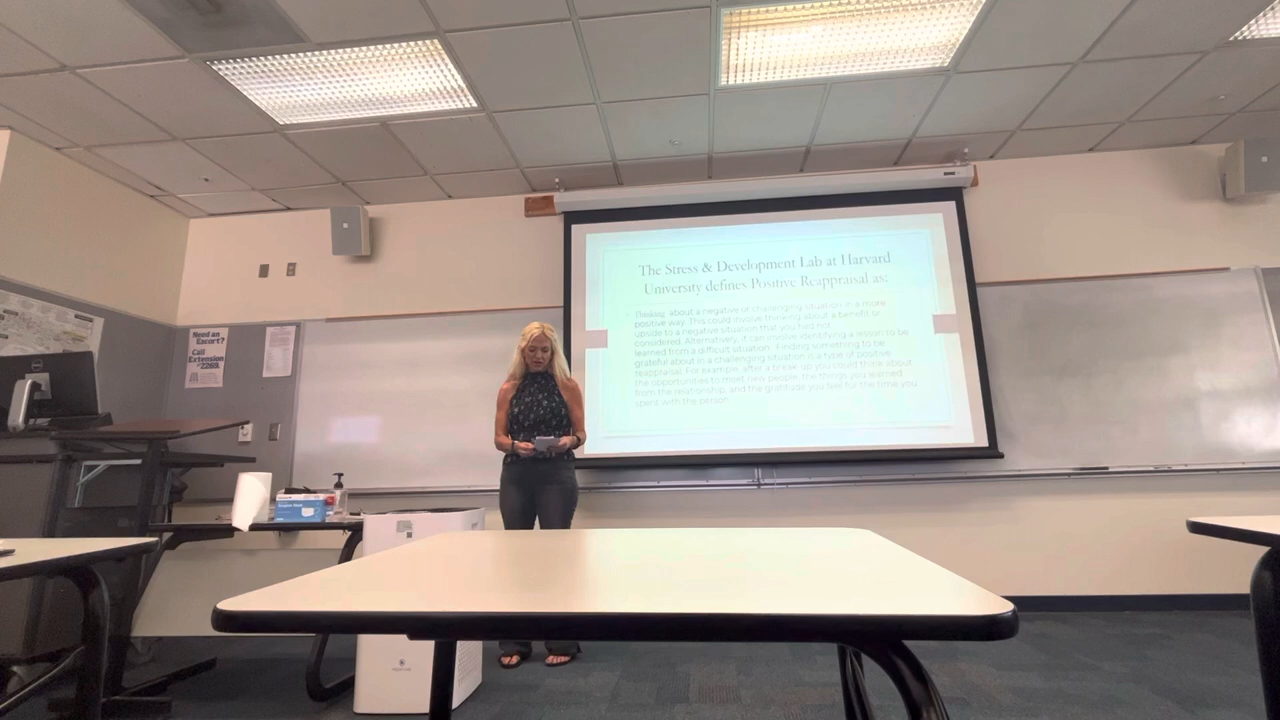 The Stress & Development Lab at Harvard
University defines Positive Reappraisal as:
Thinking about a negative or challenging situation in a more
positive way. This could involve thinking about a benefit or
upside to a negative situation that you had not
considered. Alternatively, it can involve identifying a lesson to be
learned from a difficult situation. Finding something to be
grateful about in a challenging situation is a type of positive
reappraisal. For example, after a break-up you could think about
the opportunities to meet new people, the things you learned
from the relationship, and the gratitude you feel for the time you
spent with the person.
Need an
Escort?
Call
Extension
2269